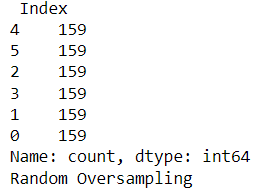 Index
4    159
5    159
2    159
3    159
1    159
0    159
Name: count, dtype: int64
Random Oversampling